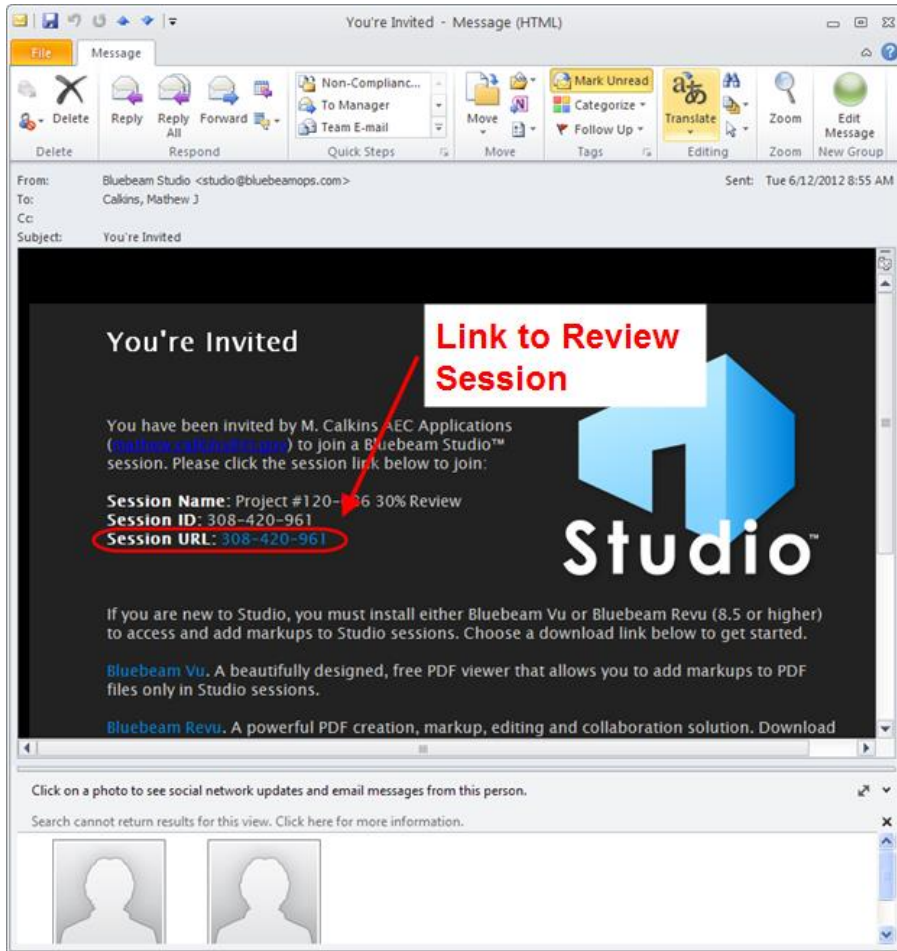 You're Invited - Message (HTML)
File Message
Delete
Reply
Reply All
Forward
Non-Complianc...
To Manager
Team E-mail
Move
Mark Unread
Categorize
Follow Up
Translate
Zoom
Edit Message
Delete Respond Quick Steps Move Tags Editing Zoom New Group
From: Bluebeam Studio <studio@bluebeamops.com> Sent: Tue 6/12/2012 8:55 AM
To: Calkins, Mathew J
Cc:
Subject: You're Invited
Link to Review
Session
You're Invited
You have been invited by M. Calkins AEC Applications
( ) to join a Bluebeam Studio™
session. Please click the session link below to join:
Session Name: Project #120- 30% Review
Session ID: 308-420-961
Session URL: 308-420-961
Studio™
If you are new to Studio, you must install either Bluebeam Vu or Bluebeam Revu (8.5 or higher)
to access and add markups to Studio sessions. Choose a download link below to get started.
Bluebeam Vu. A beautifully designed, free PDF viewer that allows you to add markups to PDF
files only in Studio sessions.
Bluebeam Revu. A powerful PDF creation, markup, editing and collaboration solution. Download
Click on a photo to see social network updates and email messages from this person.
Search cannot return results for this view. Click here for more information.